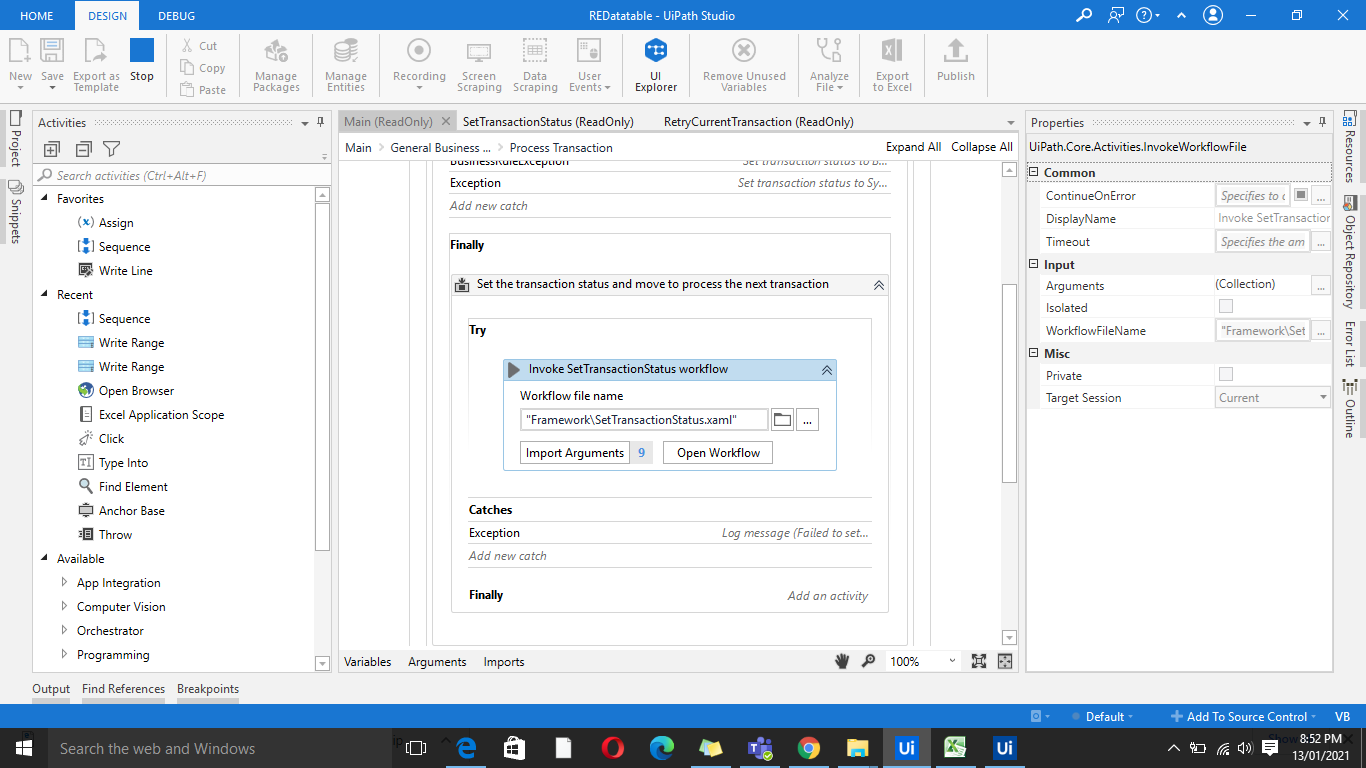 HOME DESIGN DEBUG REDatatable - UiPath Studio
New Save Export as Template Stop Cut Copy Paste Manage Packages Manage Entities Recording Screen Scraping Data Scraping User Events UI Explorer Remove Unused Variables Analyze File Export to Excel Publish
Project
Snippets
Activities
Search activities (Ctrl+Alt+F)
Favorites
Assign
Sequence
Write Line
Recent
Sequence
Write Range
Write Range
Open Browser
Excel Application Scope
Click
Type Into
Find Element
Anchor Base
Throw
Available
App Integration
Computer Vision
Orchestrator
Programming
Main (ReadOnly) SetTransactionStatus (ReadOnly) RetryCurrentTransaction (ReadOnly)
Main > General Business ... > Process Transaction Expand All Collapse All
BusinessRuleException Set transaction status to B...
Exception Set transaction status to Sy...
Add new catch
Finally
Set the transaction status and move to process the next transaction
Try
Invoke SetTransactionStatus workflow
Workflow file name
"Framework\SetTransactionStatus.xaml" ...
Import Arguments 9 Open Workflow
Catches
Exception Log message (Failed to set...
Add new catch
Finally Add an activity
Variables Arguments Imports 100%
Properties
UiPath.Core.Activities.InvokeWorkflowFile
Common
ContinueOnError Specifies to c ...
DisplayName Invoke SetTransaction
Timeout Specifies the am ...
Input
Arguments (Collection) ...
Isolated
WorkflowFileName "Framework\Set ...
Misc
Private
Target Session Current
Resources
Object Repository
Error List
Outline
Output Find References Breakpoints
Default Add To Source Control VB
Search the web and Windows
Ui
Ui
8:52 PM
13/01/2021